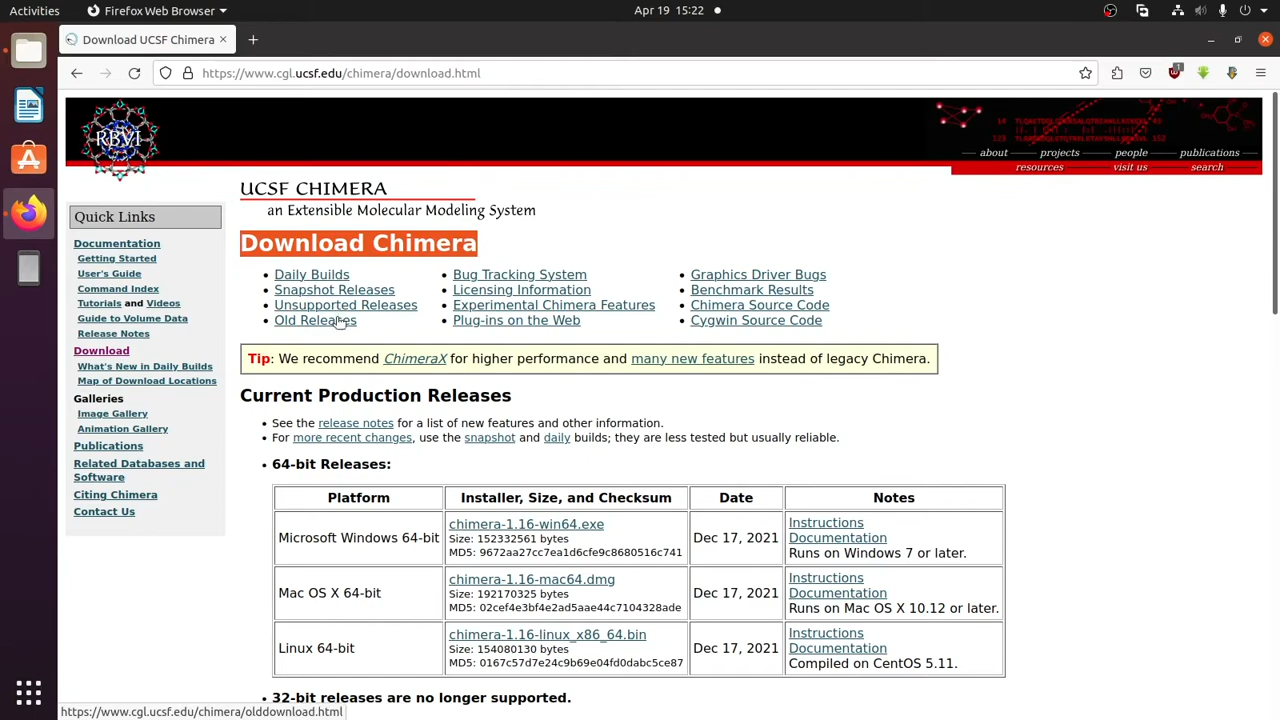 Activities
Firefox Web Browser
Apr 19 15:22
Download UCSF Chimera
https://www.cgl.ucsf.edu/chimera/download.html
1
RBVI
about projects people publications
resources visit us search
UCSF CHIMERA
an Extensible Molecular Modeling System
Quick Links
Documentation
Getting Started
User's Guide
Command Index
Tutorials and Videos
Guide to Volume Data
Release Notes
Download
What's New in Daily Builds
Map of Download Locations
Galleries
Image Gallery
Animation Gallery
Publications
Related Databases and
Software
Citing Chimera
Contact Us
Download Chimera
Daily Builds
Snapshot Releases
Unsupported Releases
Old Releases
Bug Tracking System
Licensing Information
Experimental Chimera Features
Plug-ins on the Web
Graphics Driver Bugs
Benchmark Results
Chimera Source Code
Cygwin Source Code
Tip: We recommend ChimeraX for higher performance and many new features instead of legacy Chimera.
Current Production Releases
See the release notes for a list of new features and other information.
For more recent changes, use the snapshot and daily builds; they are less tested but usually reliable.
64-bit Releases:
Platform Installer, Size, and Checksum Date Notes
Microsoft Windows 64-bit
chimera-1.16-win64.exe
Size: 152332561 bytes
MD5: 9672aa27cc7ea1d6cfe9c8680516c741
Dec 17, 2021
Instructions
Documentation
Runs on Windows 7 or later.
Mac OS X 64-bit
chimera-1.16-mac64.dmg
Size: 192170325 bytes
MD5: 02cef4e3bf4e2ad5aae44c7104328ade
Dec 17, 2021
Instructions
Documentation
Runs on Mac OS X 10.12 or later.
Linux 64-bit
chimera-1.16-linux_x86_64.bin
Size: 154080130 bytes
MD5: 0167c57d7e24c9b69e04fd0dabc5ce87
Dec 17, 2021
Instructions
Documentation
Compiled on CentOS 5.11.
32-bit releases are no longer supported.
https://www.cgl.ucsf.edu/chimera/olddownload.html